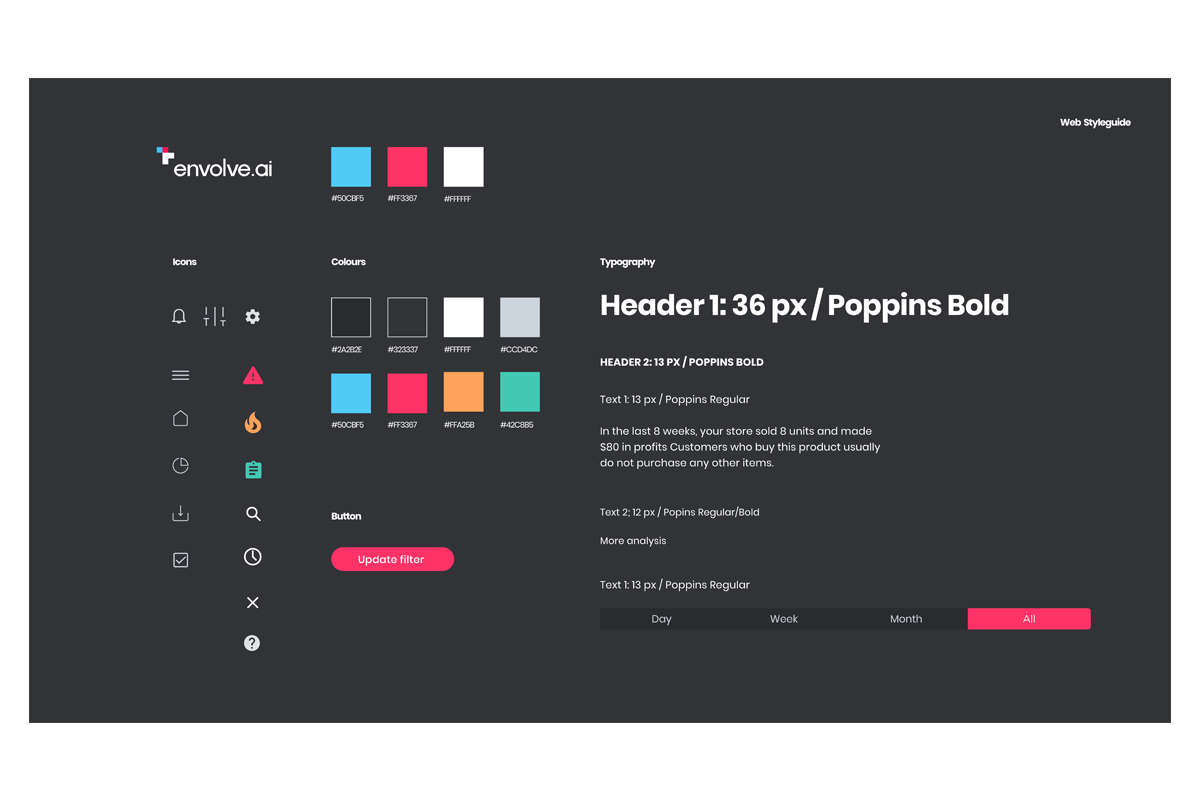 Web Styleguide
envolve.ai
#50CBF5
#FF3367
#FFFFFF
Icons
Colours
#2A2B2E
#323337
#FFFFFF
#CCD4DC
#50CBF5
#FF3367
#FFA25B
#42C8B5
Button
Update filter
Typography
Header 1: 36 px / Poppins Bold
HEADER 2: 13 PX / POPPINS BOLD
Text 1: 13 px / Poppins Regular
In the last 8 weeks, your store sold 8 units and made
$80 in profits Customers who buy this product usually
do not purchase any other items.
Text 2; 12 px / Popins Regular/Bold
More analysis
Text 1: 13 px / Poppins Regular
Day
Week
Month
All